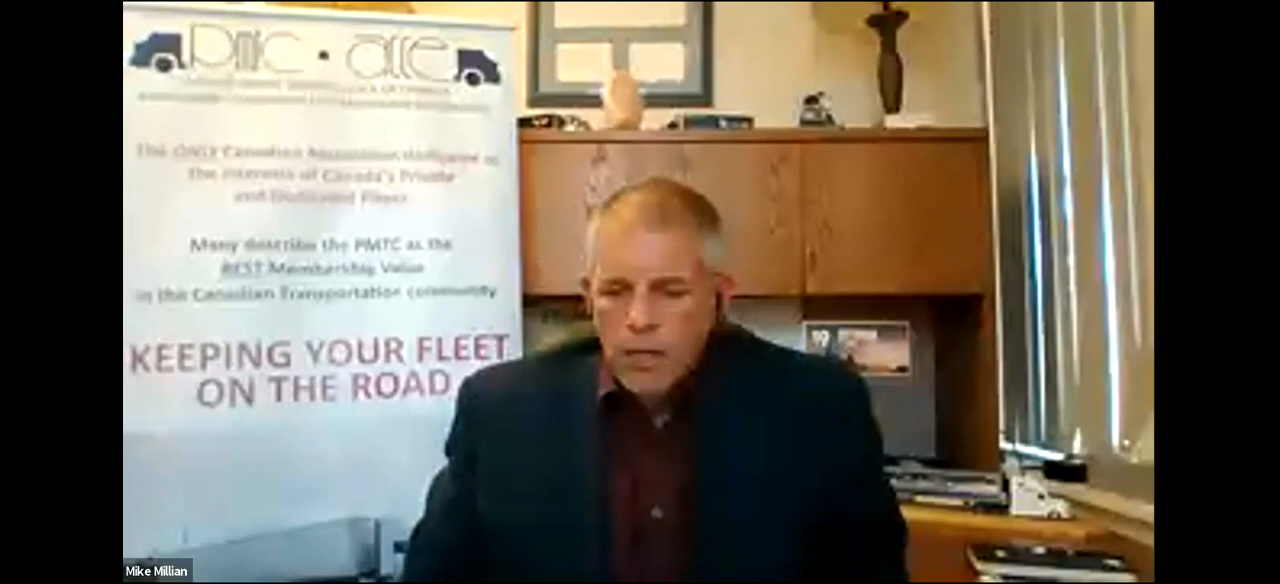 pmtc • acce
The ONLY Canadian Association dedicated to
the interests of Canada's Private
and Dedicated Fleets
Many describe the PMTC as the
BEST Membership Value
in the Canadian Transportation community
KEEPING YOUR FLEET
ON THE ROAD
Mike Millian